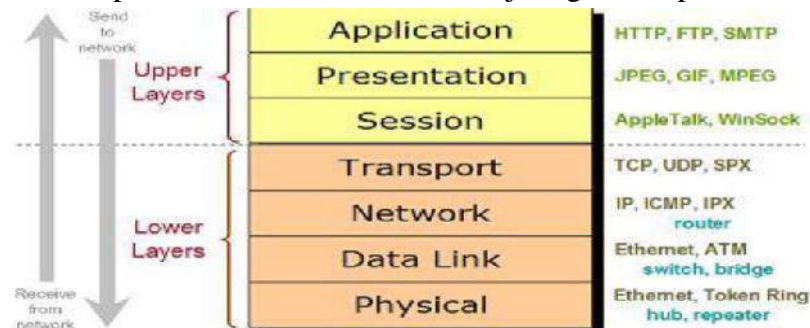 Send
to
network
Upper
Layers
Application
HTTP, FTP, SMTP
Presentation
JPEG, GIF, MPEG
Session
AppleTalk, WinSock
Transport
TCP, UDP, SPX
Lower
Layers
Network
IP, ICMP, IPX
router
Data Link
Ethernet, ATM
switch, bridge
Physical
Ethernet, Token Ring
hub, repeater
Receive
from
network